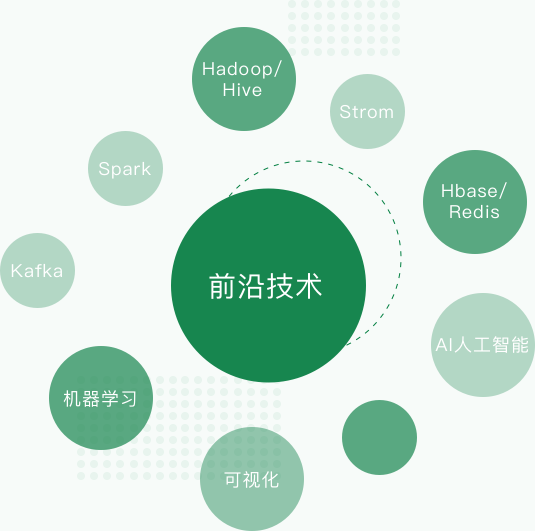 Hadoop/
Hive
Strom
Spark
Hbase/
Redis
Kafka
前沿技术
AI人工智能
机器学习
可视化